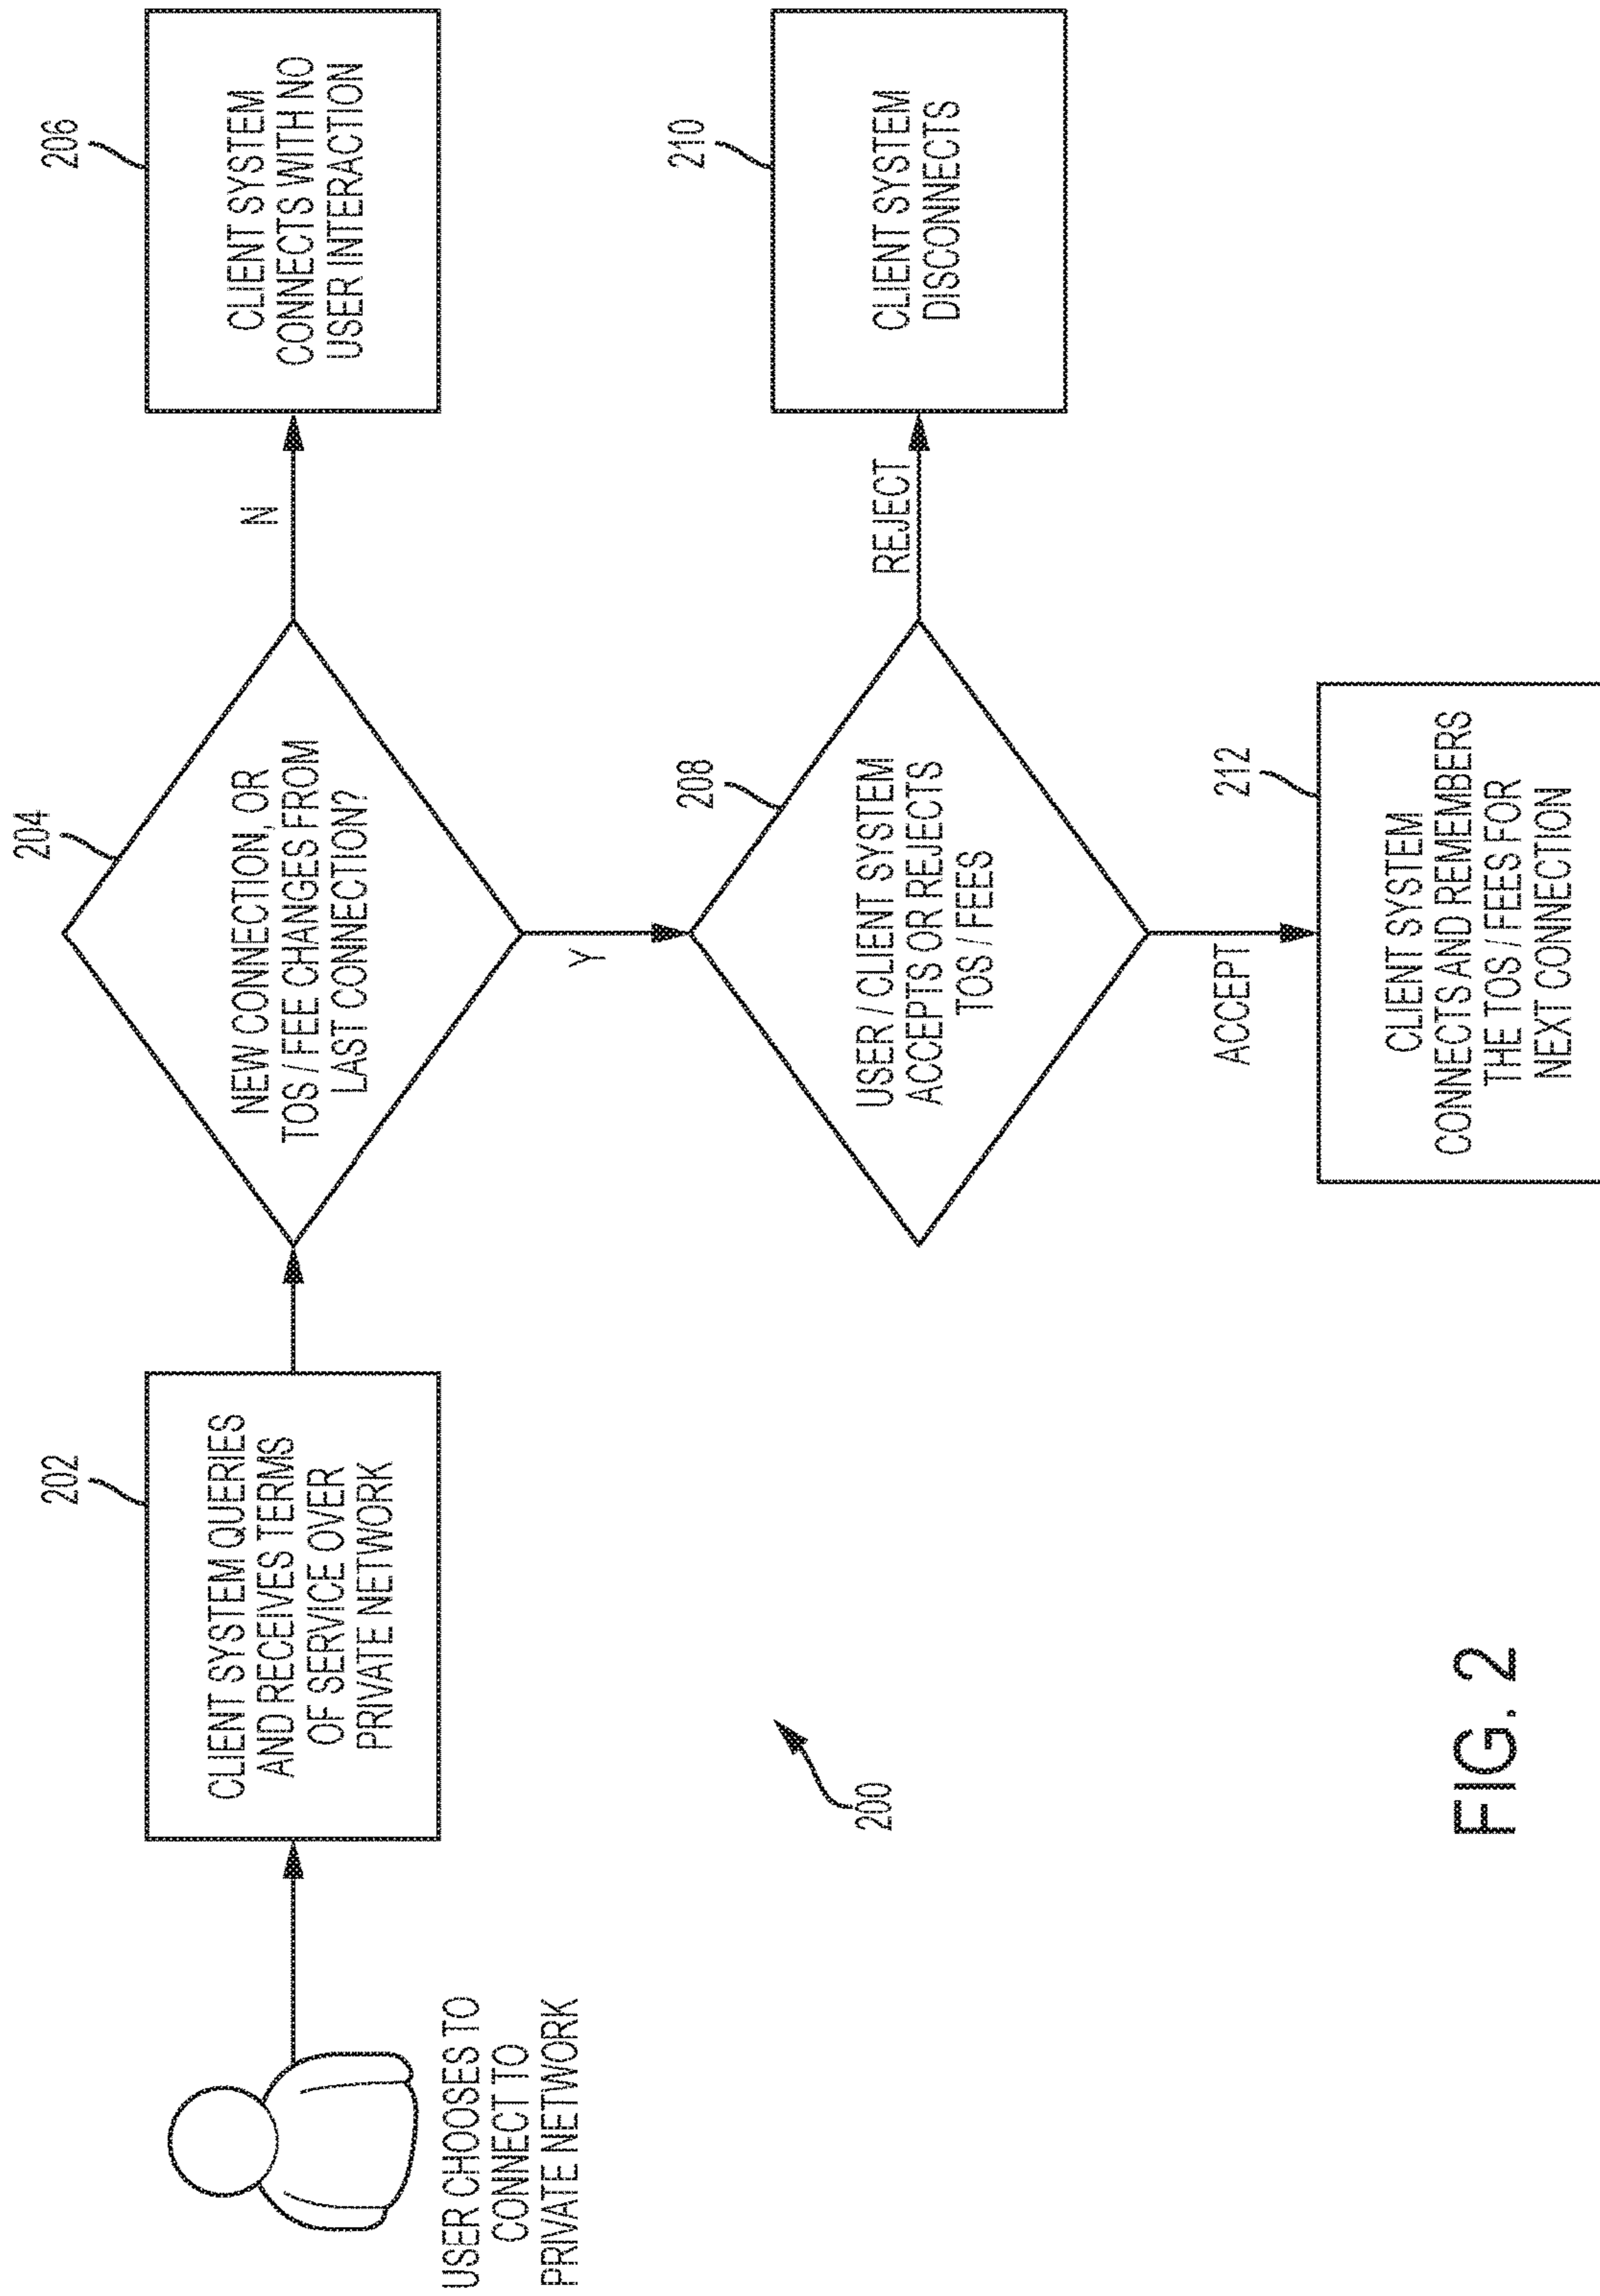 USER CHOOSES TO
CONNECT TO
PRIVATE NETWORK
202
CLIENT SYSTEM QUERIES
AND RECEIVES TERMS
OF SERVICE OVER
PRIVATE NETWORK
204
NEW CONNECTION, OR
TOS / FEE CHANGES FROM
LAST CONNECTION?
N
206
CLIENT SYSTEM
CONNECTS WITH NO
USER INTERACTION
Y
208
USER / CLIENT SYSTEM
ACCEPTS OR REJECTS
TOS / FEES
REJECT
210
CLIENT SYSTEM
DISCONNECTS
ACCEPT
212
CLIENT SYSTEM
CONNECTS AND REMEMBERS
THE TOS / FEES FOR
NEXT CONNECTION
200
FIG. 2